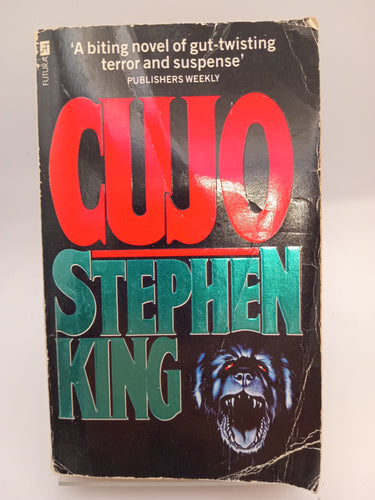 FUTURA
'A biting novel of gut-twisting
terror and suspense'
PUBLISHERS WEEKLY
CUJO
STEPHEN
KING